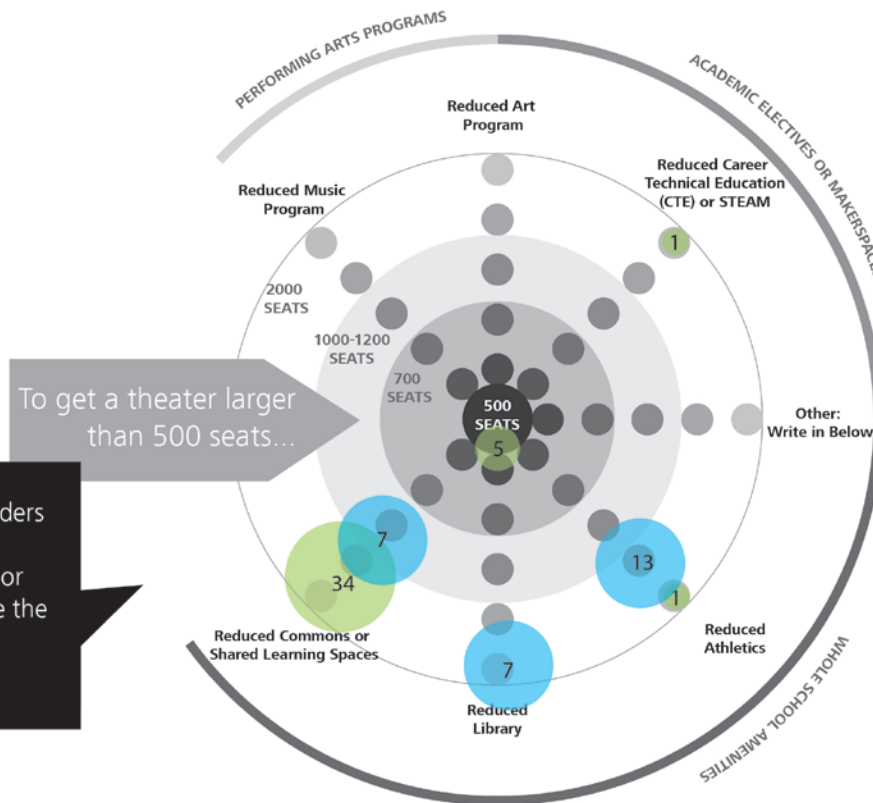 PERFORMING ARTS PROGRAMS
ACADEMIC ELECTIVES OR MAKERSPACE
Reduced Art
Program
Reduced Career
Technical Education
(CTE) or STEAM
1
Reduced Music
Program
2000
SEATS
1000-1200
SEATS
700
SEATS
500
SEATS
5
To get a theater larger
than 500 seats...
Other:
Write in Below
ders
or
e the
7
34
13
1
7
Reduced Commons or
Shared Learning Spaces
Reduced
Athletics
Reduced
Library
WHOLE SCHOOL AMENITIES